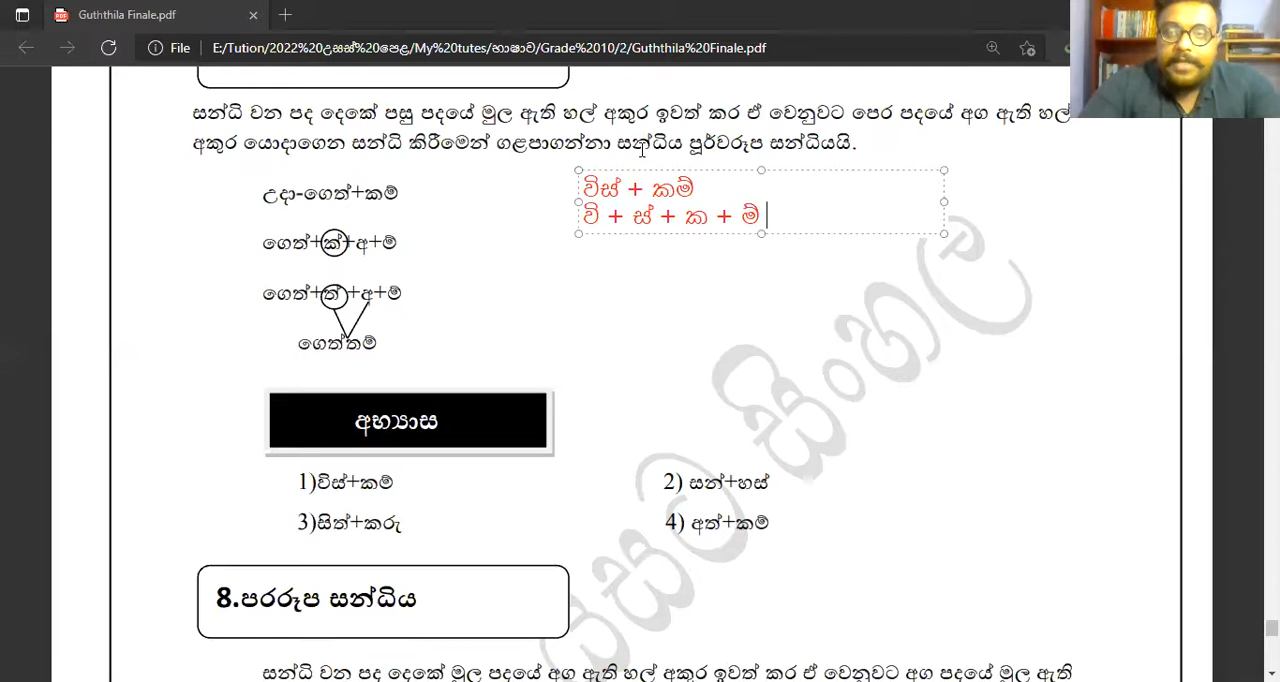 Guththila Finale.pdf
File E:/Tution/2022%20උසස්%20පෙළ/My%20tutes/භාෂාව/Grade%2010/2/Guththila%20Finale.pdf
සන්ධි වන පද දෙකේ පසු පදයේ මුල ඇති හල් අකුර ඉවත් කර ඒ වෙනුවට පෙර පදයේ අග ඇති හල්
අකුර යොදාගෙන සන්ධි කිරීමෙන් ගළපාගන්නා සන්ධිය පූර්වරූප සන්ධියයි.
උදා-ගෙත්+කම්
ගෙත්+ක්+අ+ම්
ගෙත්+ත්+අ+ම්
ගෙත්තම්
විස් + කම්
වි + ස් + ක + ම්
අභ්‍යාස
1)විස්+කම්
2) සන්+හස්
3)සිත්+කරු
4) අත්+කම්
8.පරරූප සන්ධිය
සන්ධි වන පද දෙකේ මුල පදයේ අග ඇති හල් අකුර ඉවත් කර ඒ වෙනුවට අග පදයේ මුල ඇති
සිංහල